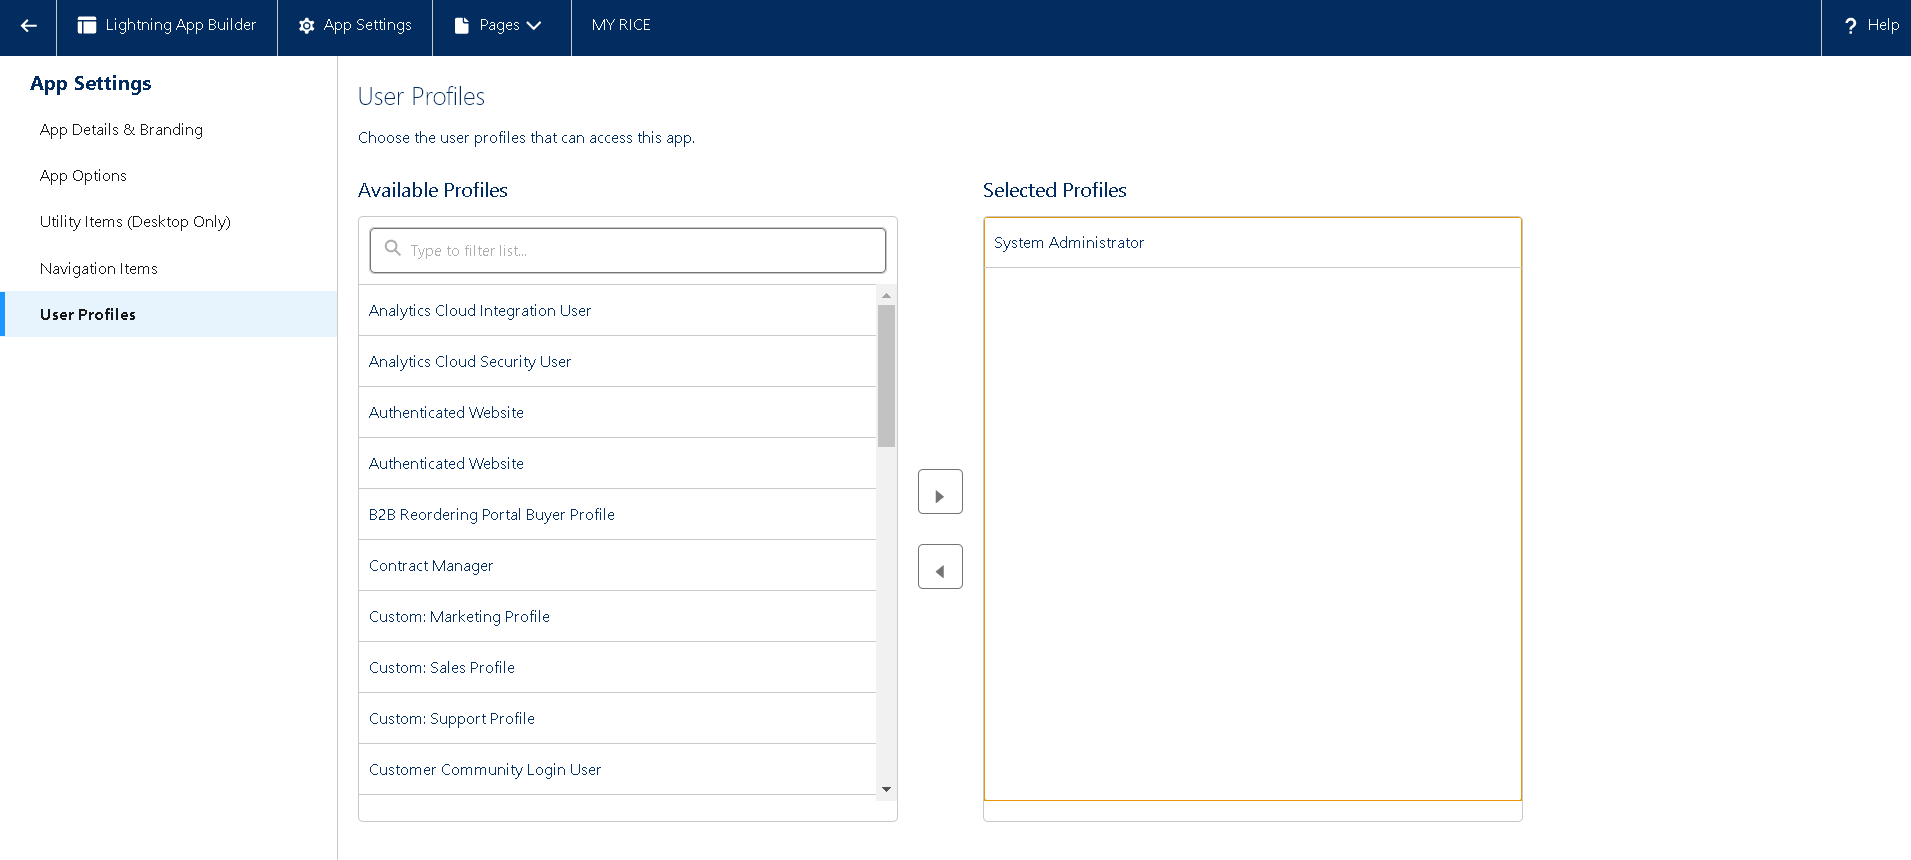 Lightning App Builder
App Settings
Pages
MY RICE
? Help
App Settings
App Details & Branding
App Options
Utility Items (Desktop Only)
Navigation Items
User Profiles
User Profiles
Choose the user profiles that can access this app.
Available Profiles
Type to filter list...
Analytics Cloud Integration User
Analytics Cloud Security User
Authenticated Website
Authenticated Website
B2B Reordering Portal Buyer Profile
Contract Manager
Custom: Marketing Profile
Custom: Sales Profile
Custom: Support Profile
Customer Community Login User
Selected Profiles
System Administrator